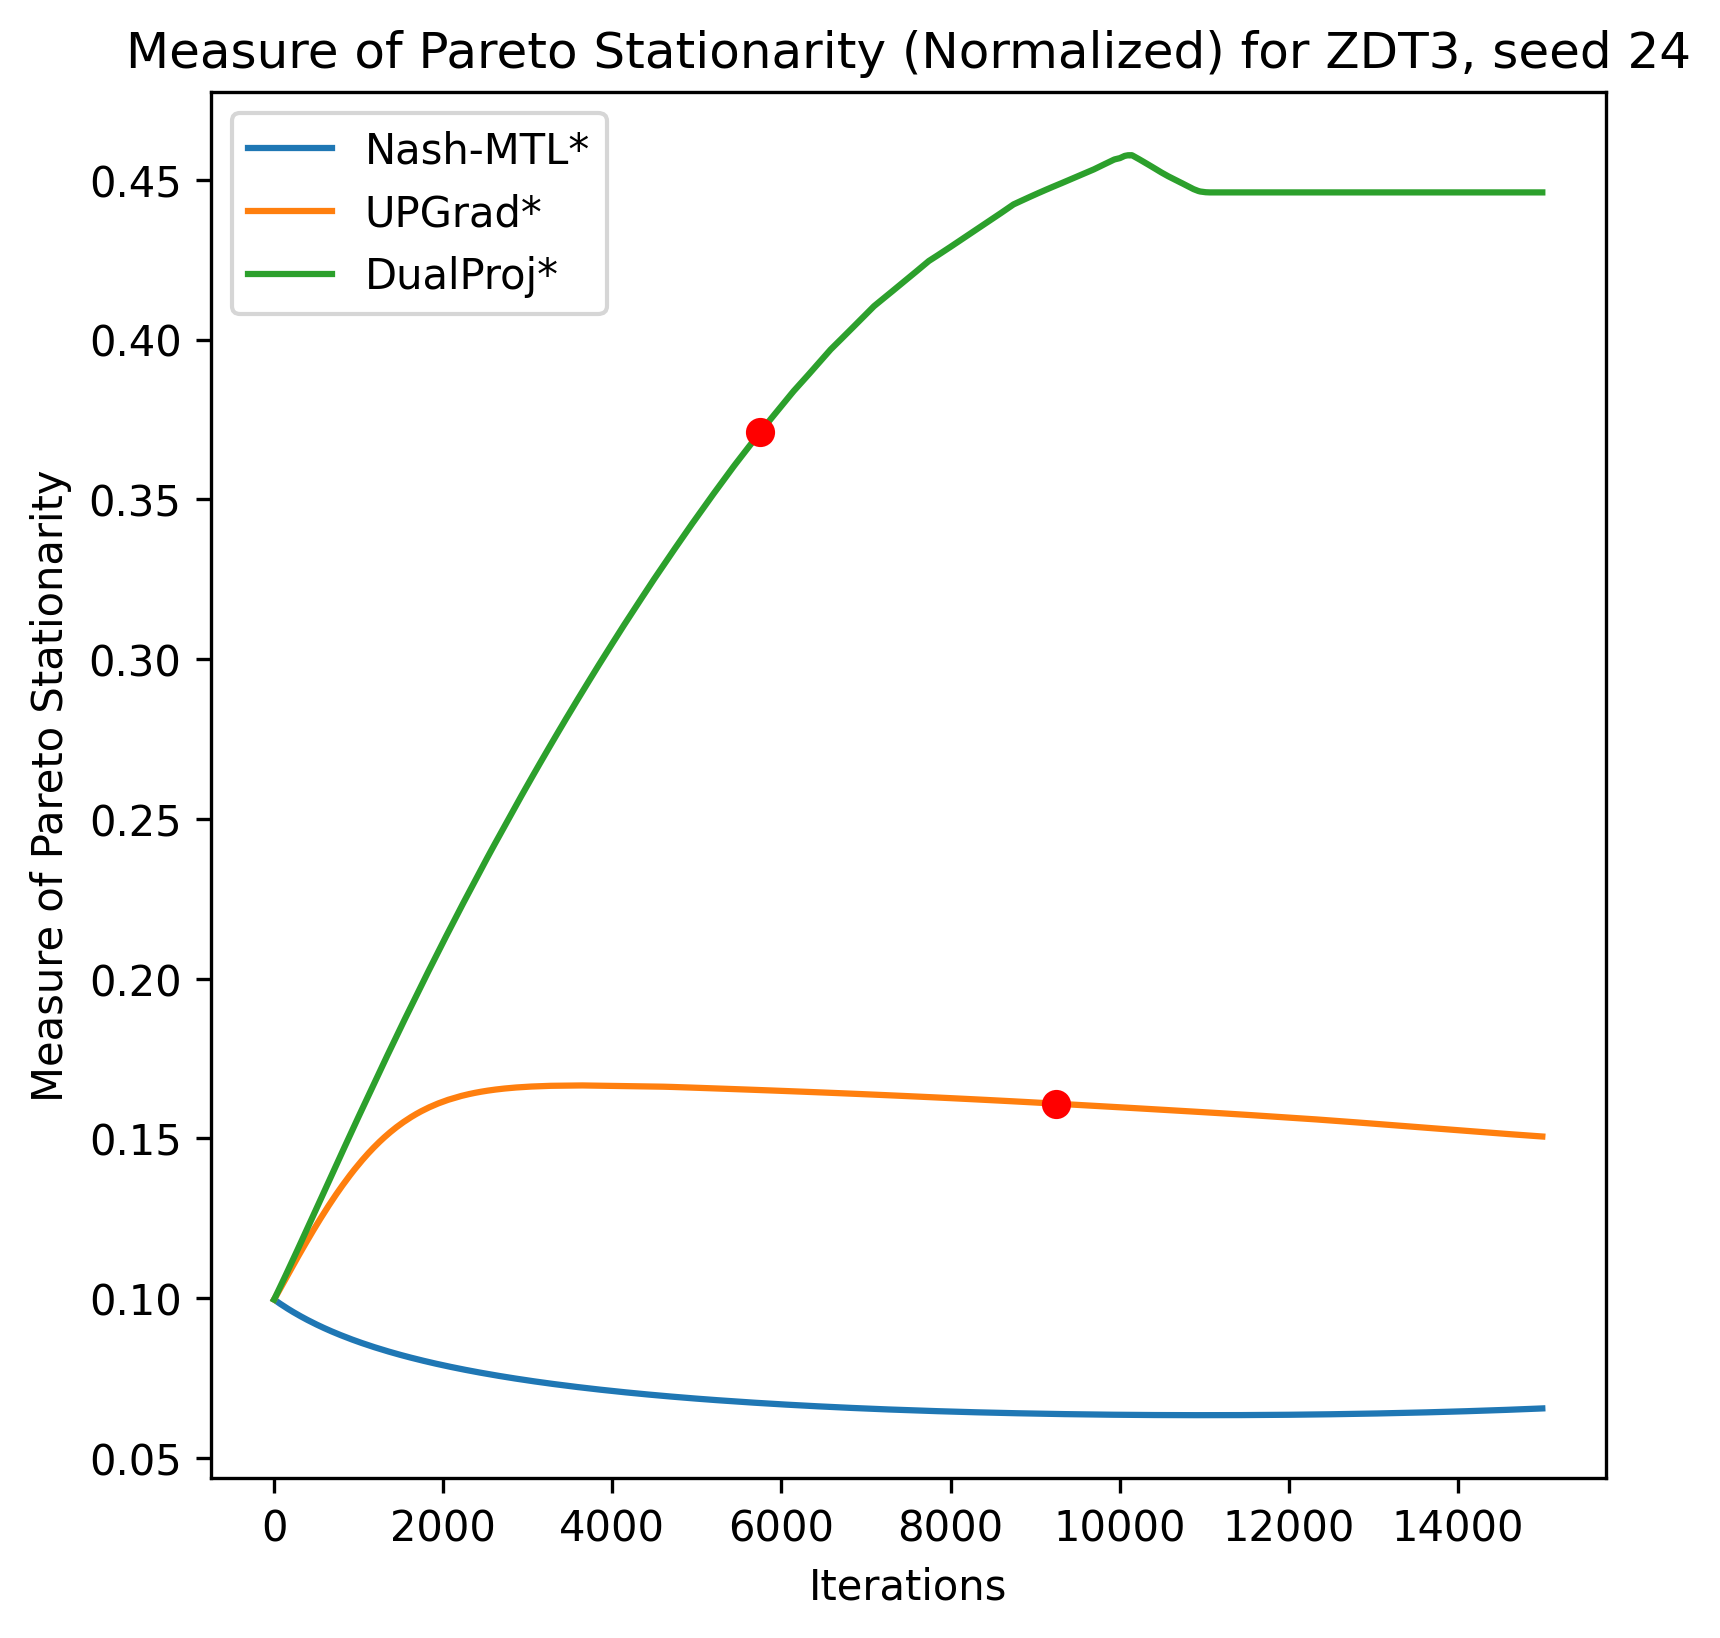 Measure of Pareto Stationarity (Normalized) for ZDT3, seed 24
Nash-MTL*
UPGrad*
DualProj*
Measure of Pareto Stationarity
0.45
0.40
0.35
0.30
0.25
0.20
0.15
0.10
0.05
0 2000 4000 6000 8000 10000 12000 14000
Iterations